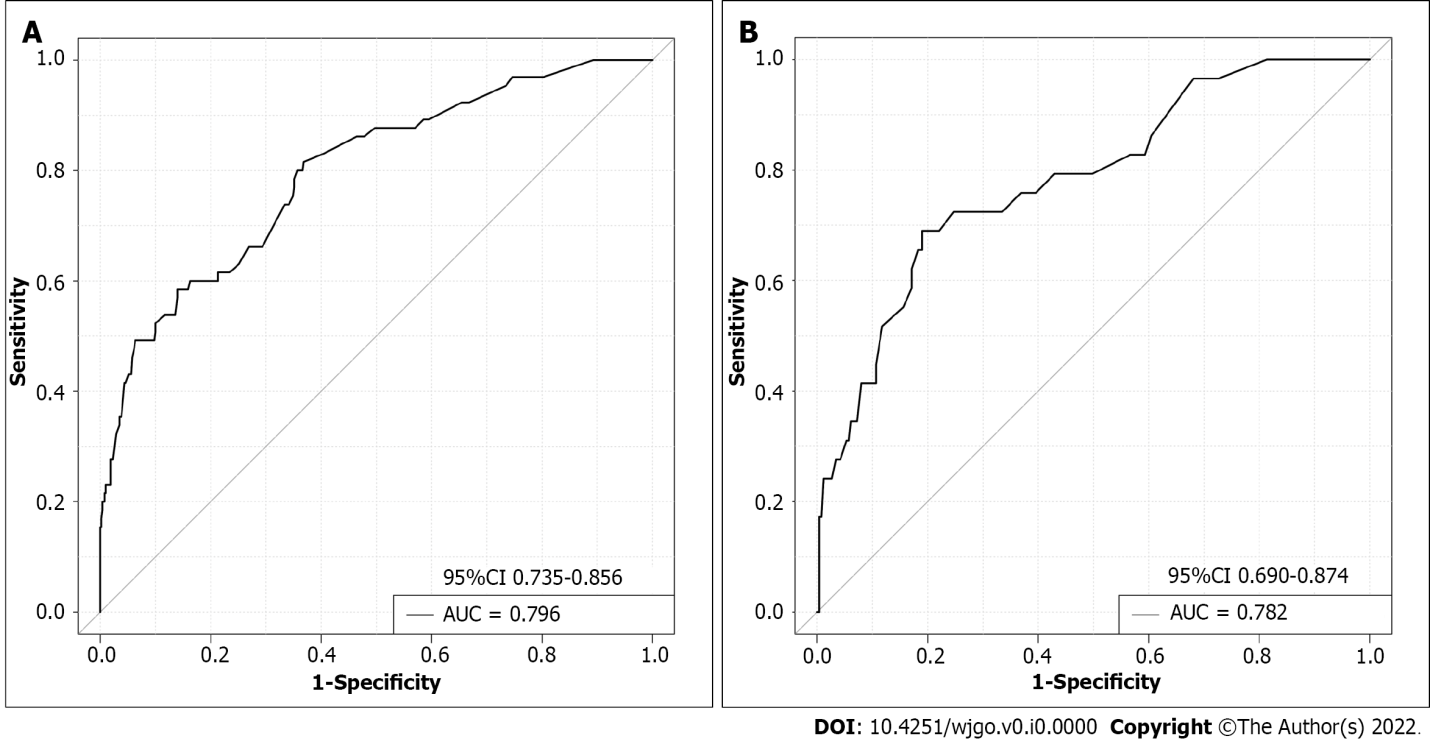 A
1.0
0.8
0.6
0.4
0.2
0.0
Sensitivity
95%CI 0.735-0.856
AUC = 0.796
0.0 0.2 0.4 0.6 0.8 1.0
1-Specificity
B
1.0
0.8
0.6
0.4
0.2
0.0
Sensitivity
95%CI 0.690-0.874
AUC = 0.782
0.0 0.2 0.4 0.6 0.8 1.0
1-Specificity
DOI: 10.4251/wjgo.v0.i0.0000 Copyright ©The Author(s) 2022.